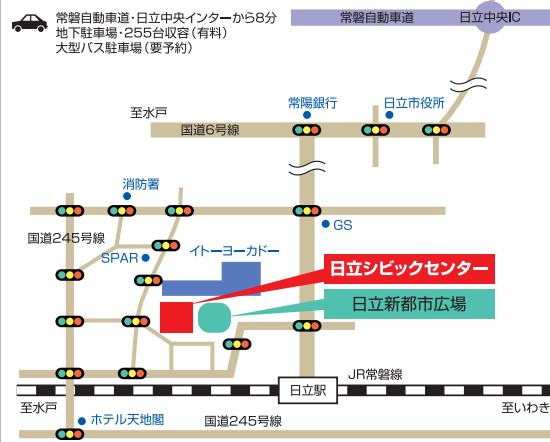 常磐自動車道・日立中央インターから8分
地下駐車場・255台収容（有料）
大型バス駐車場（要予約）
常磐自動車道
日立中央IC
至水戸
常陽銀行
日立市役所
国道6号線
消防署
国道245号線
GS
SPAR
イトーヨーカドー
日立シビックセンター
日立新都市広場
JR常磐線
日立駅
至水戸
至いわき
ホテル天地閣
国道245号線